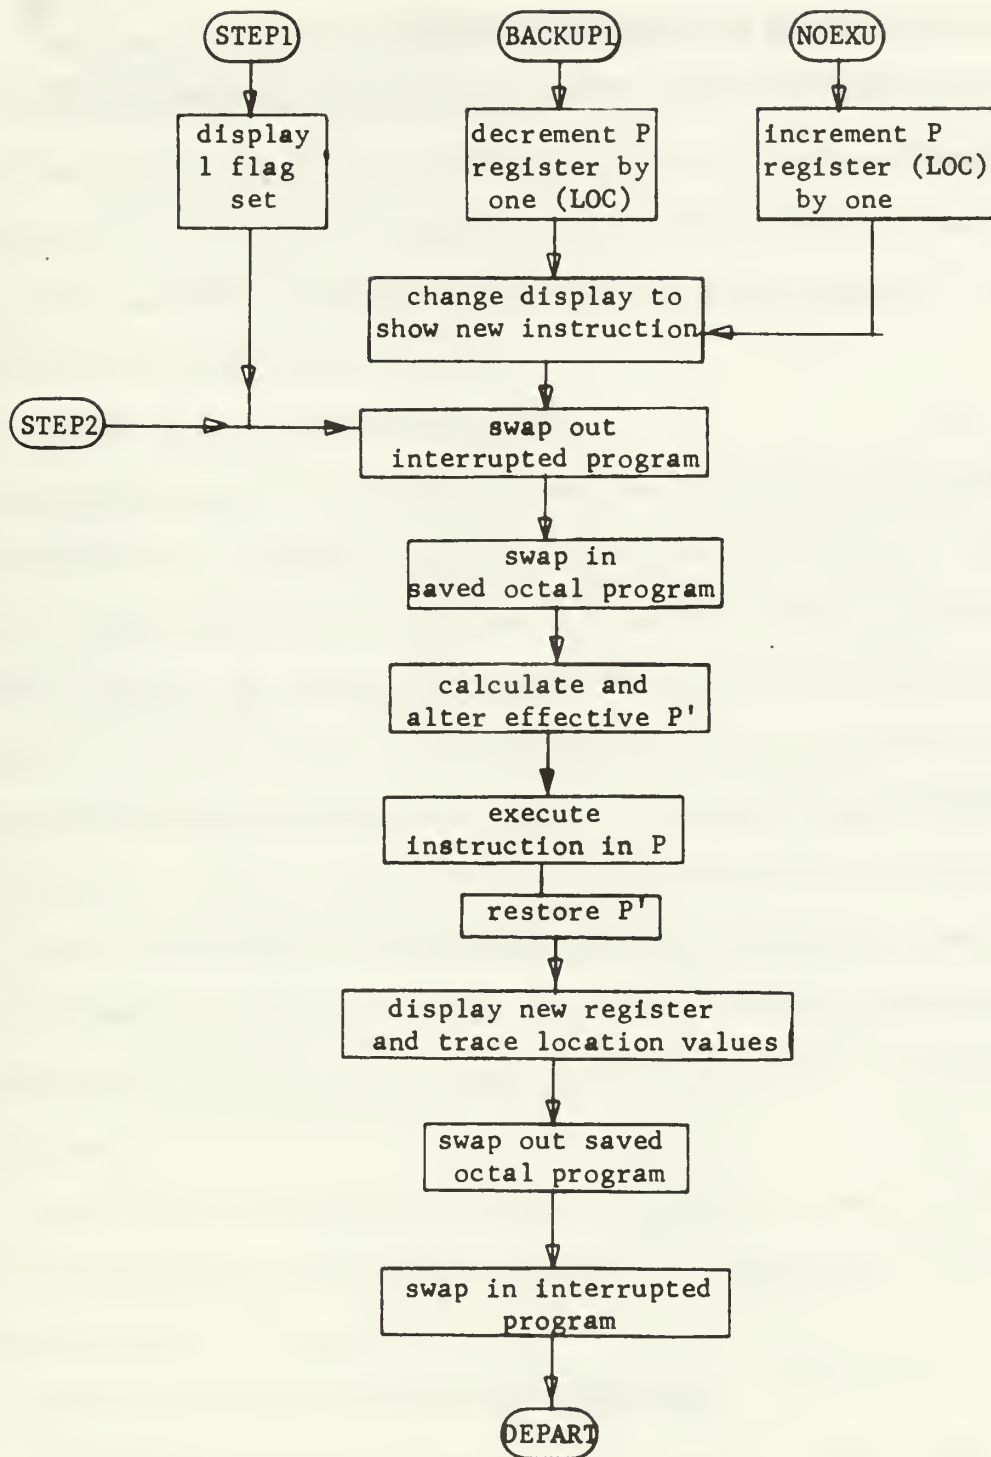 STEP1
BACKUP1
NOEXU
display
1 flag
set
decrement P
register by
one (LOC)
increment P
register (LOC)
by one
change display to
show new instruction
STEP2
swap out
interrupted program
swap in
saved octal program
calculate and
alter effective P'
execute
instruction in P
restore P'
display new register
and trace location values
swap out saved
octal program
swap in interrupted
program
DEPART